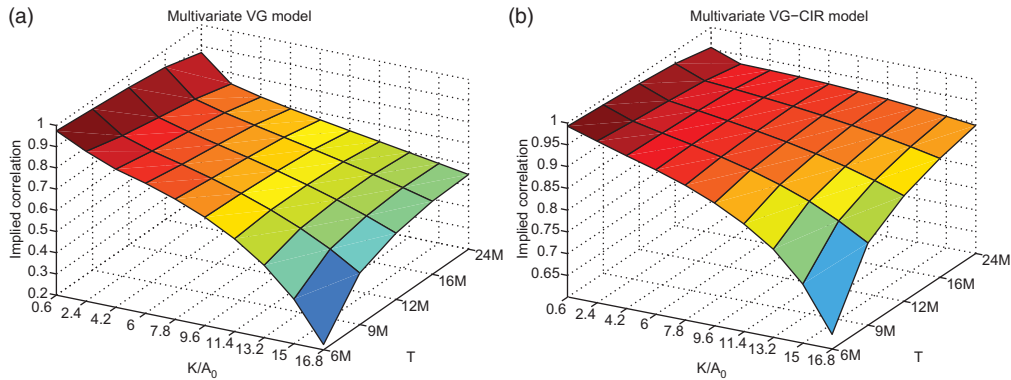 (a)
Multivariate VG model
Implied correlation
1
0.9
0.8
0.7
0.6
0.5
0.4
0.3
0.2
0.6
2.4
4.2
6
7.8
9.6
11.4
13.2
15
16.8
K/A0
6M
9M
12M
16M
24M
T
(b)
Multivariate VG−CIR model
Implied correlation
1
0.95
0.9
0.85
0.8
0.75
0.7
0.65
0.6
2.4
4.2
6
7.8
9.6
11.4
13.2
15
16.8
K/A0
6M
9M
12M
16M
24M
T